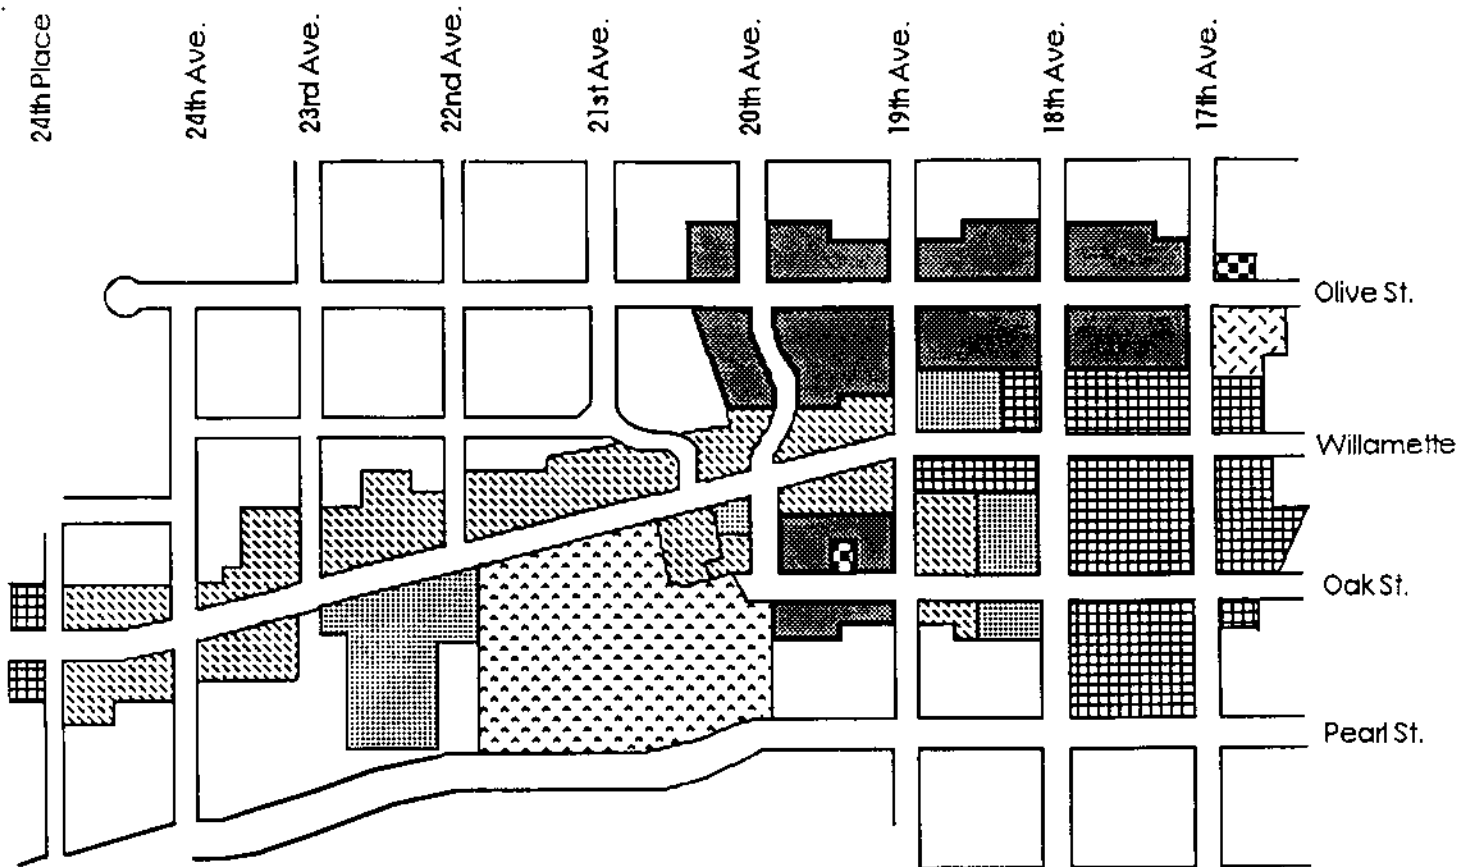 24th Place
24th Ave.
23rd Ave.
22nd Ave.
21st Ave.
20th Ave.
19th Ave.
18th Ave.
17th Ave.
Olive St.
Willamette
Oak St.
Pearl St.